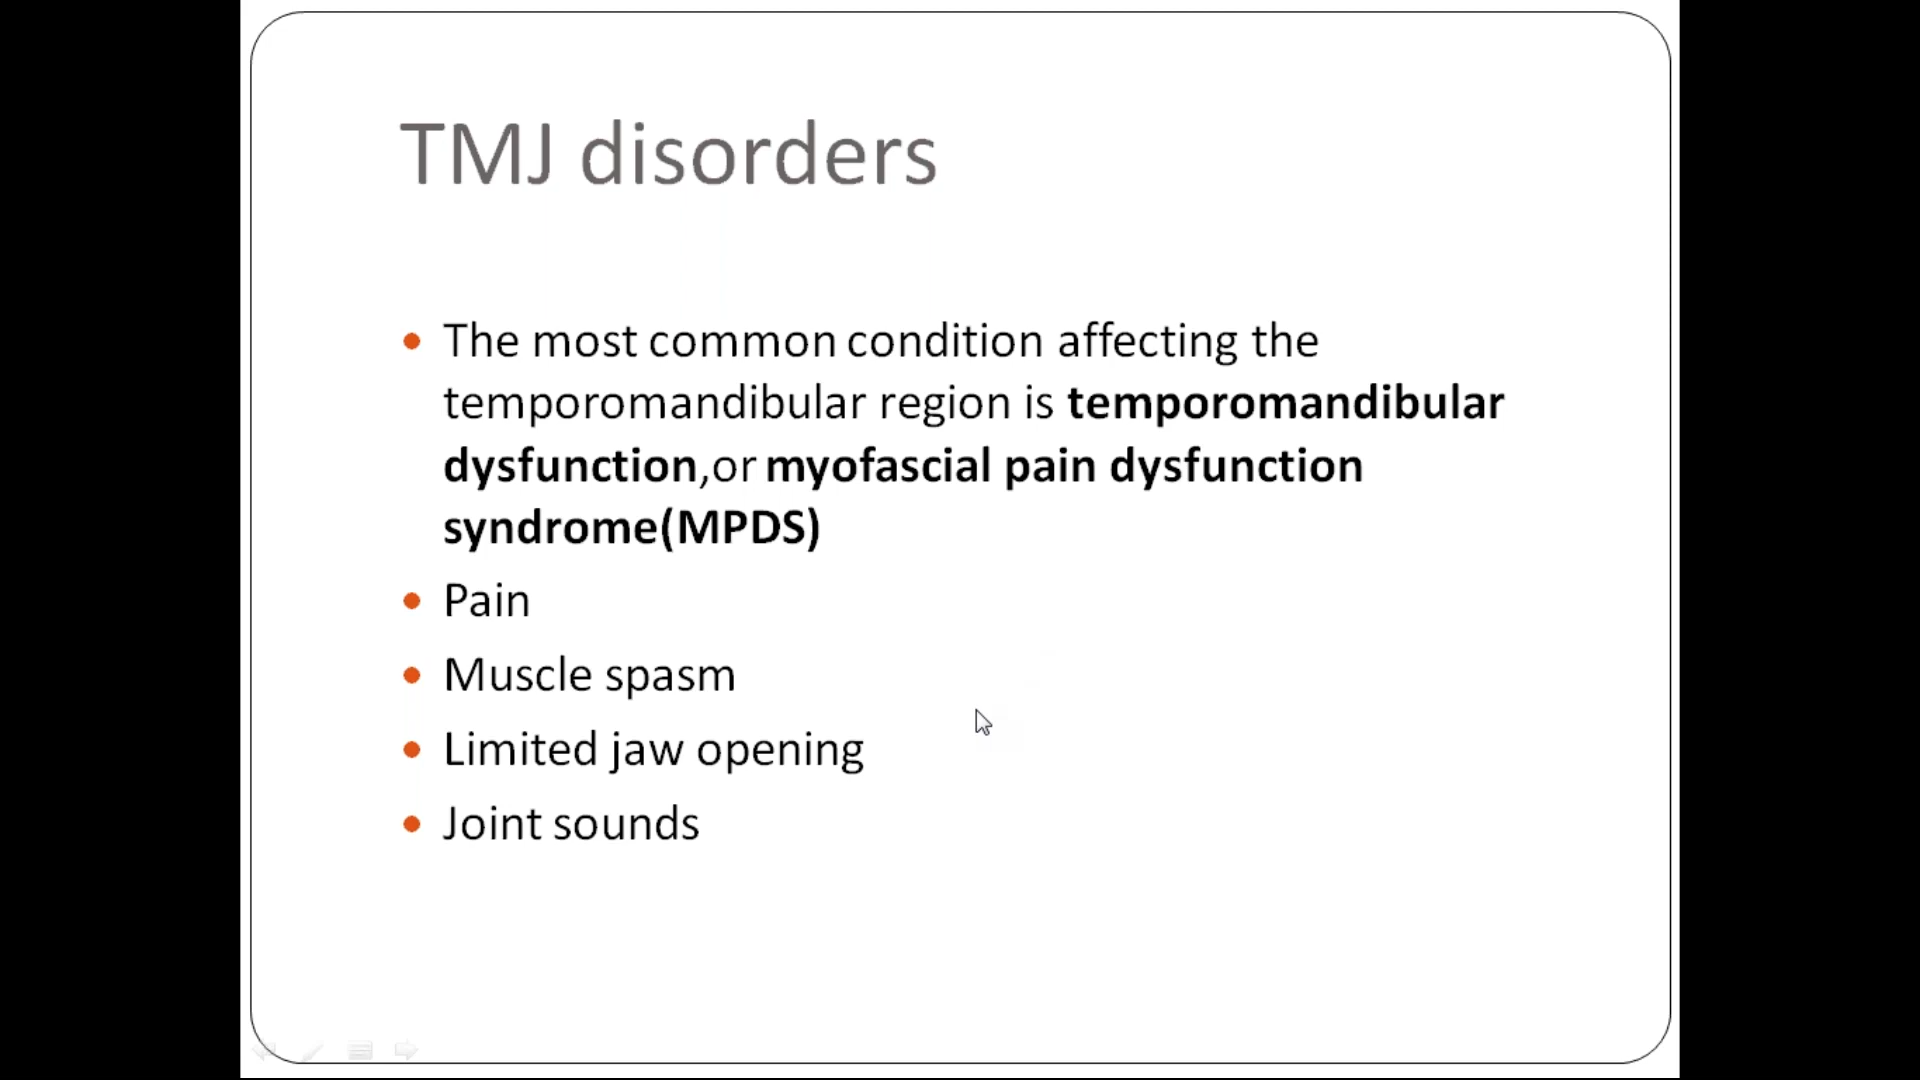 TMJ disorders
The most common condition affecting the
temporomandibular region is temporomandibular
dysfunction,or myofascial pain dysfunction
syndrome(MPDS)
Pain
Muscle spasm
Limited jaw opening
Joint sounds